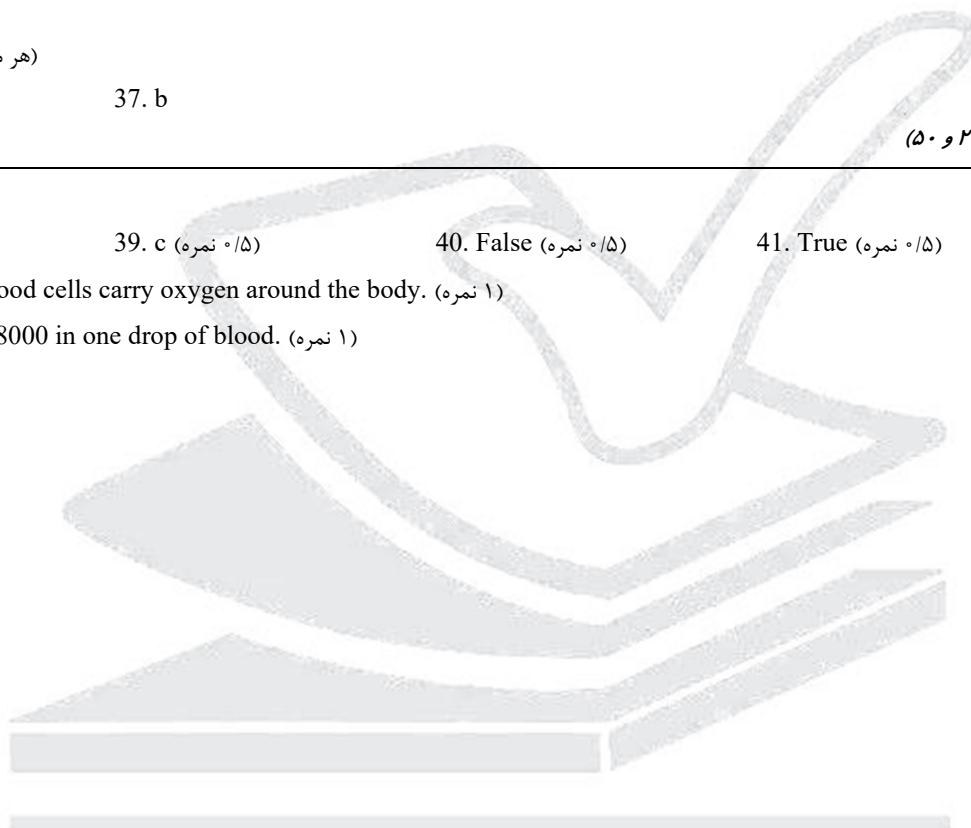 (هر
37. b
۲ و ۵۰)
39. c (۰/۵ نمره) 40. False (۰/۵ نمره) 41. True (۰/۵ نمره)
ood cells carry oxygen around the body. (۱ نمره)
8000 in one drop of blood. (۱ نمره)